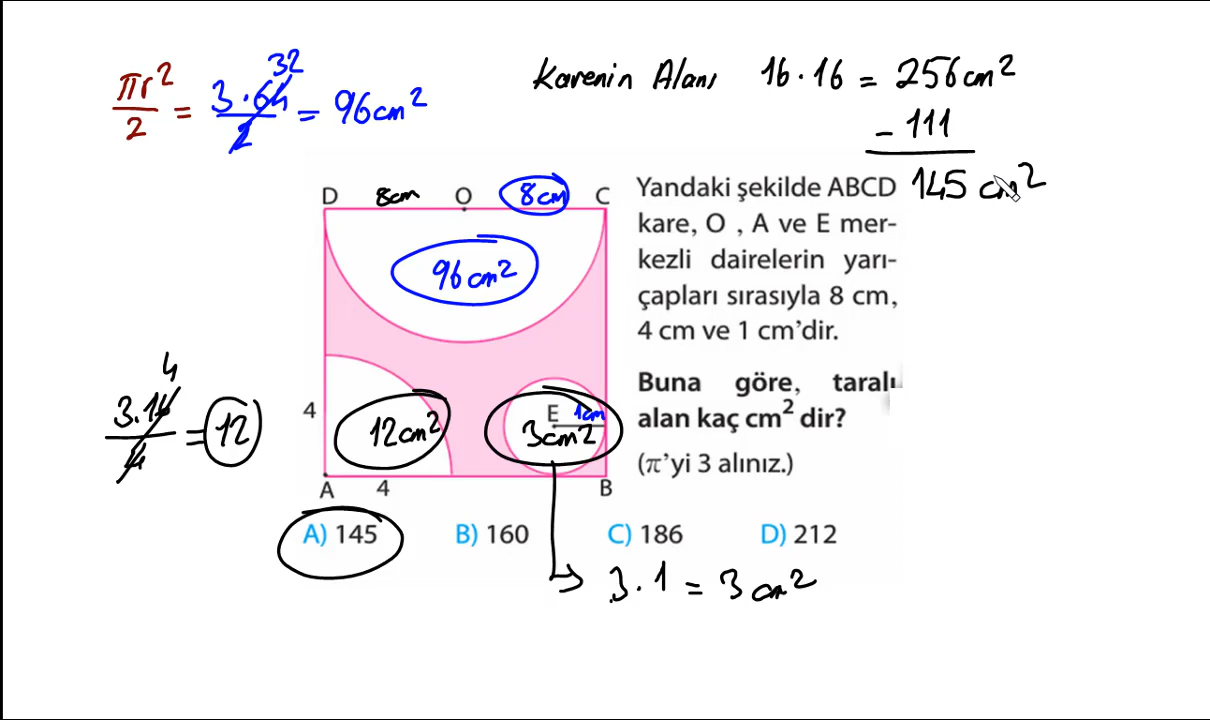 πr²/2 = 3.64/2 32 = 96cm²
Karenin Alanı 16.16 = 256cm²
- 111
145 cm²
D 8cm O 8cm C
96cm²
Yandaki şekilde ABCD
kare, O , A ve E mer-
kezli dairelerin yarı-
çapları sırasıyla 8 cm,
4 cm ve 1 cm'dir.
Buna göre, taralı
alan kaç cm² dir?
(π'yi 3 alınız.)
3.16/4 4 = 12
4
12cm²
E 1cm
3cm²
A 4 B
A) 145 B) 160 C) 186 D) 212
3.1 = 3 cm²